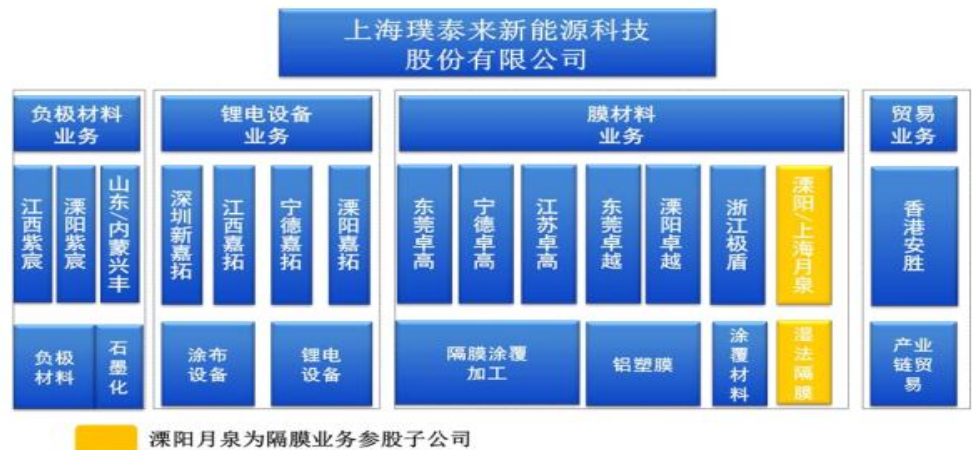 上海璞泰来新能源科技
股份有限公司
负极材料
业务
锂电设备
业务
膜材料
业务
贸易
业务
江西紫宸
溧阳紫宸
山东/内蒙兴丰
深圳新嘉拓
江西嘉拓
宁德嘉拓
溧阳嘉拓
东莞卓高
宁德卓高
江苏卓高
东莞卓越
溧阳卓越
浙江极盾
溧阳/上海月泉
香港安胜
负极
材料
石墨化
涂布
设备
锂电
设备
隔膜涂覆
加工
铝塑膜
涂覆材料
湿法隔膜
产业
链贸
易
溧阳月泉为隔膜业务参股子公司